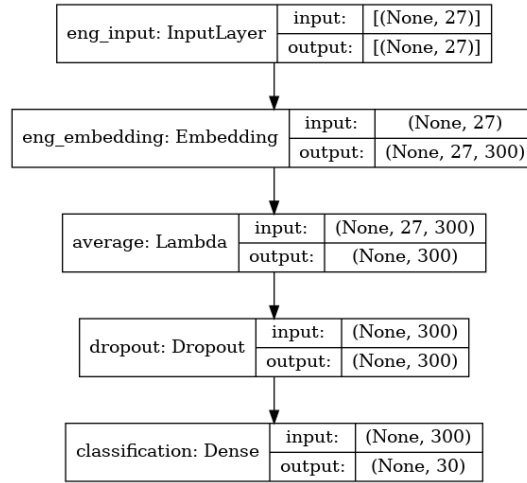 eng_input: InputLayer
input: [(None, 27)]
output: [(None, 27)]
eng_embedding: Embedding
input: (None, 27)
output: (None, 27, 300)
average: Lambda
input: (None, 27, 300)
output: (None, 300)
dropout: Dropout
input: (None, 300)
output: (None, 300)
classification: Dense
input: (None, 300)
output: (None, 30)